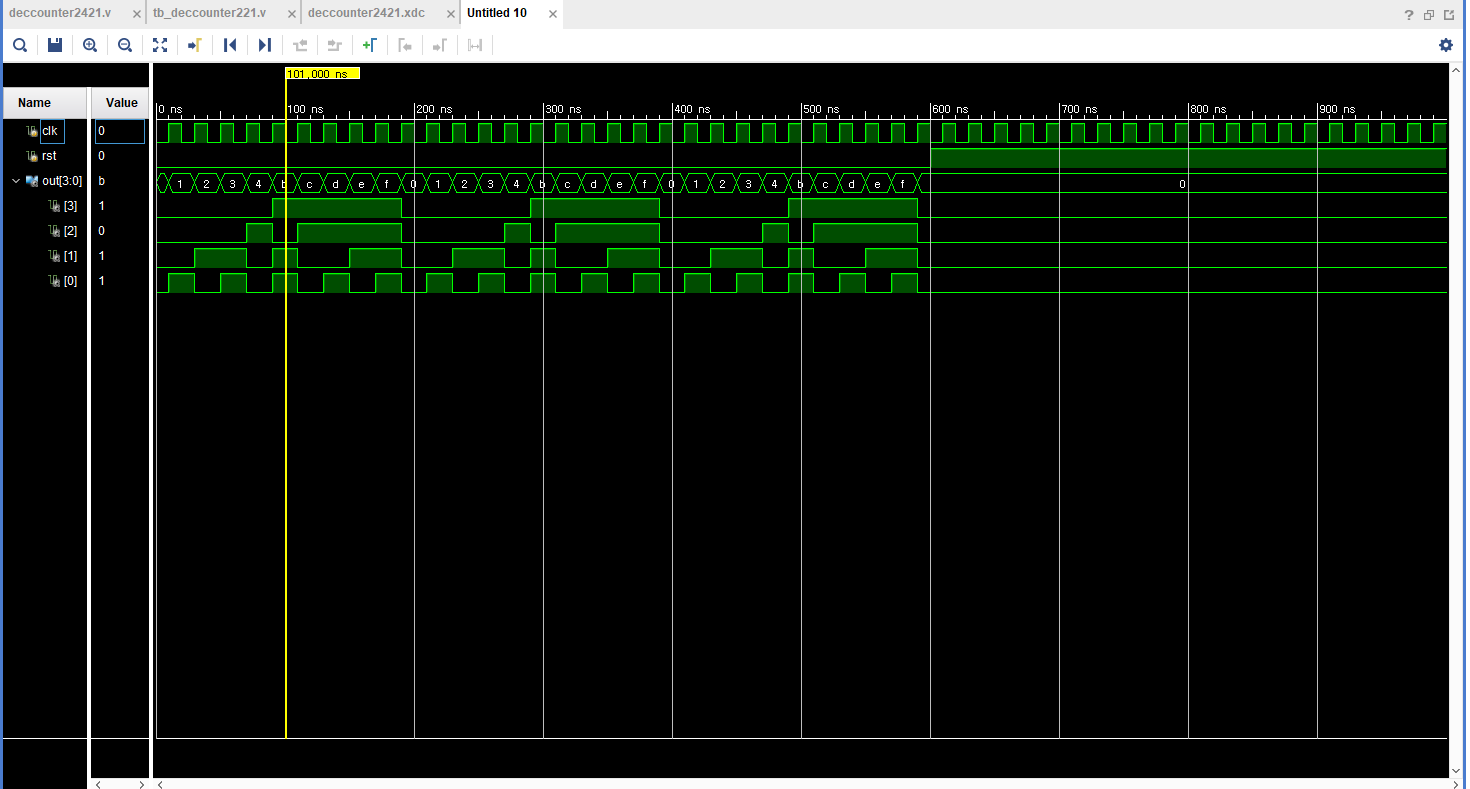 deccounter2421.v × tb_deccounter221.v × deccounter2421.xdc × Untitled 10 ×
?
101.000 ns
Name Value 0 ns 100 ns 200 ns 300 ns 400 ns 500 ns 600 ns 700 ns 800 ns 900 ns
clk 0
rst 0
out[3:0] b 1 2 3 4 b c d e f 0 1 2 3 4 b c d e f 0 1 2 3 4 b c d e f 0
[3] 1
[2] 0
[1] 1
[0] 1